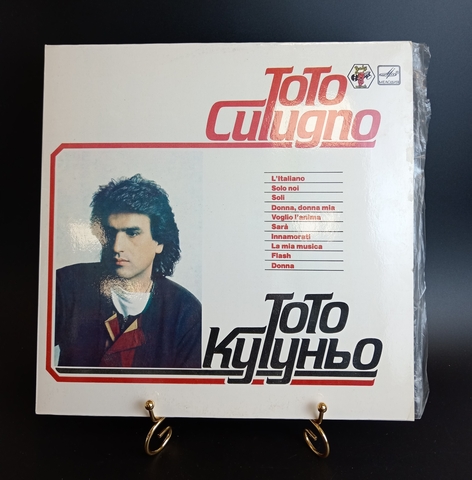 Toto
Cutugno
L'Italiano
Solo noi
Soli
Donna, donna mia
Voglio l'anima
Sarà
Innamorati
La mia musica
Flash
Donna
Тото
Кутуньо